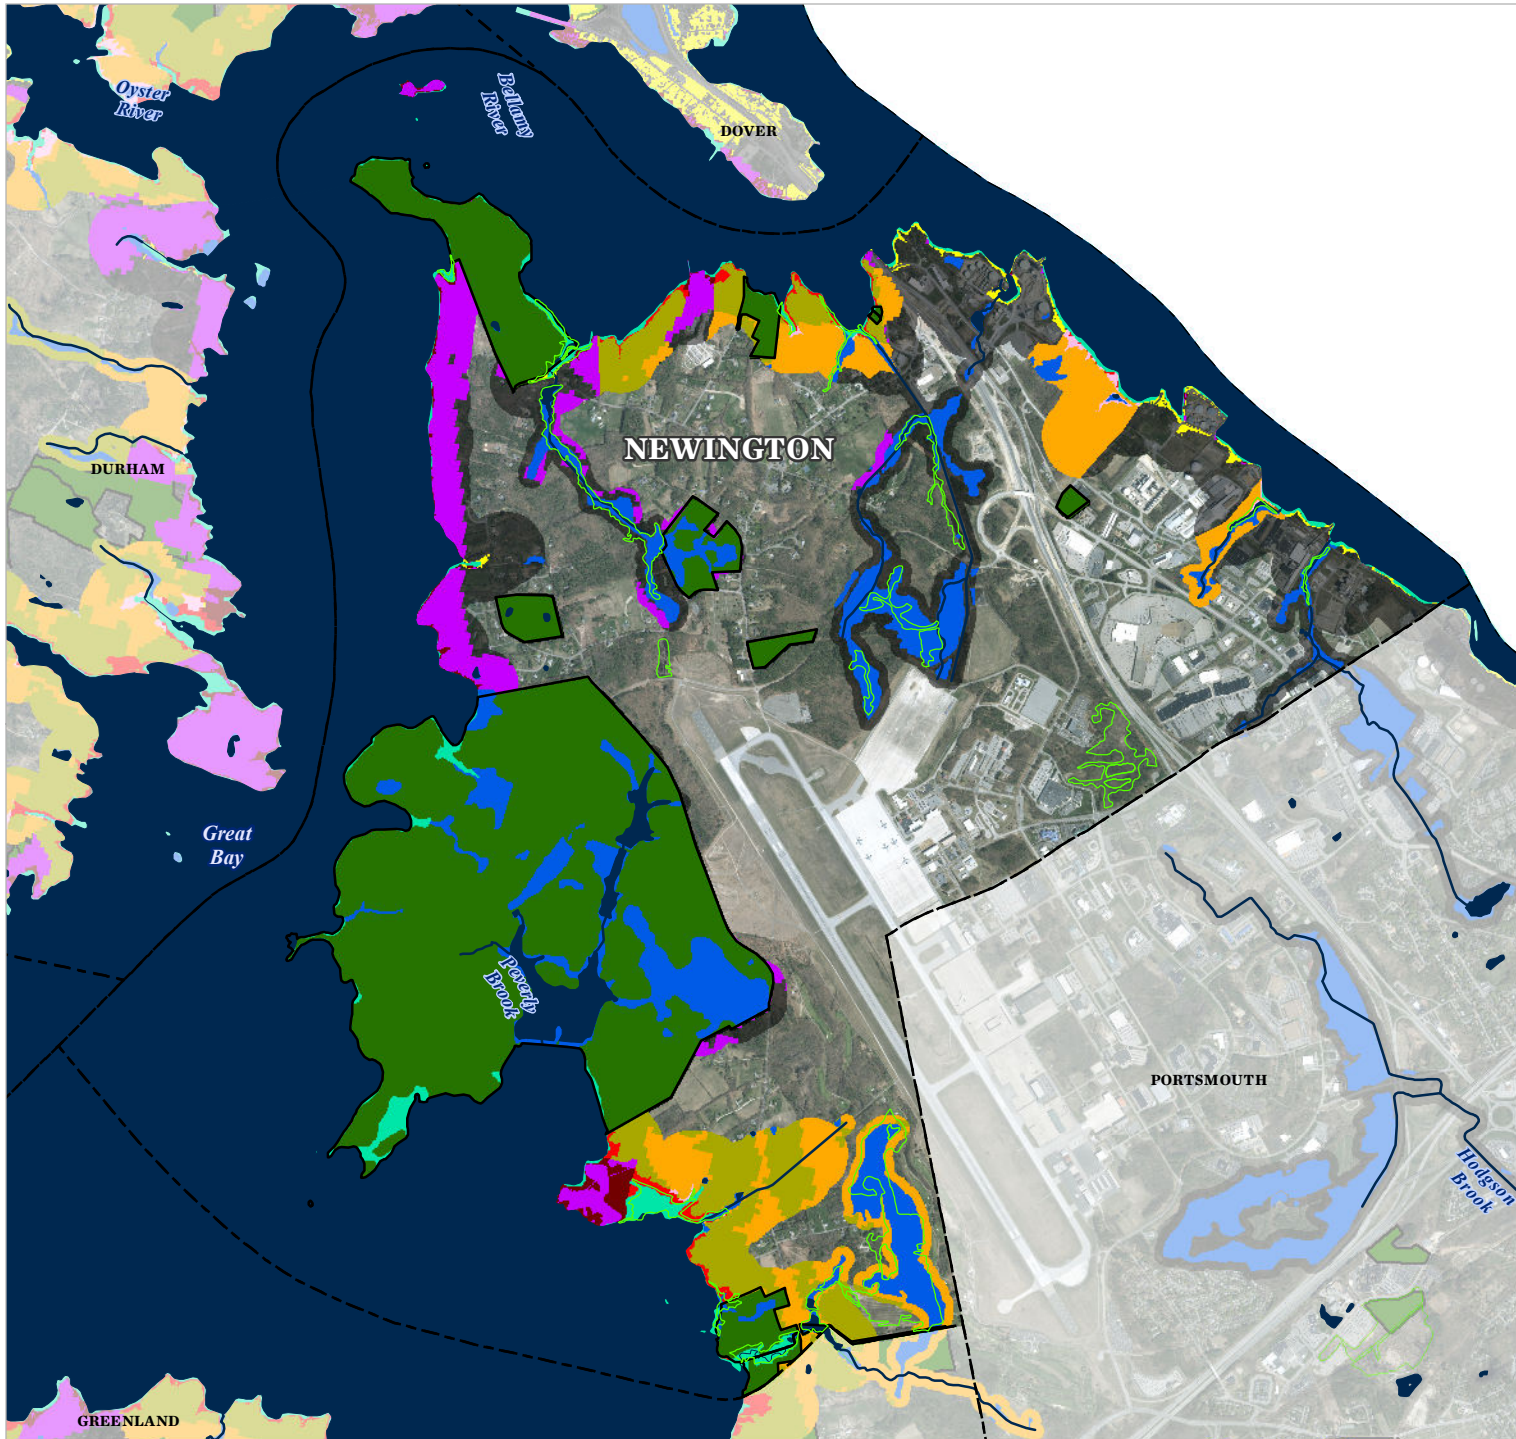 Oyster
River
Bellamy
River
DOVER
NEWINGTON
DURHAM
Great
Bay
Peverly
Brook
PORTSMOUTH
Hodgson
Brook
GREENLAND